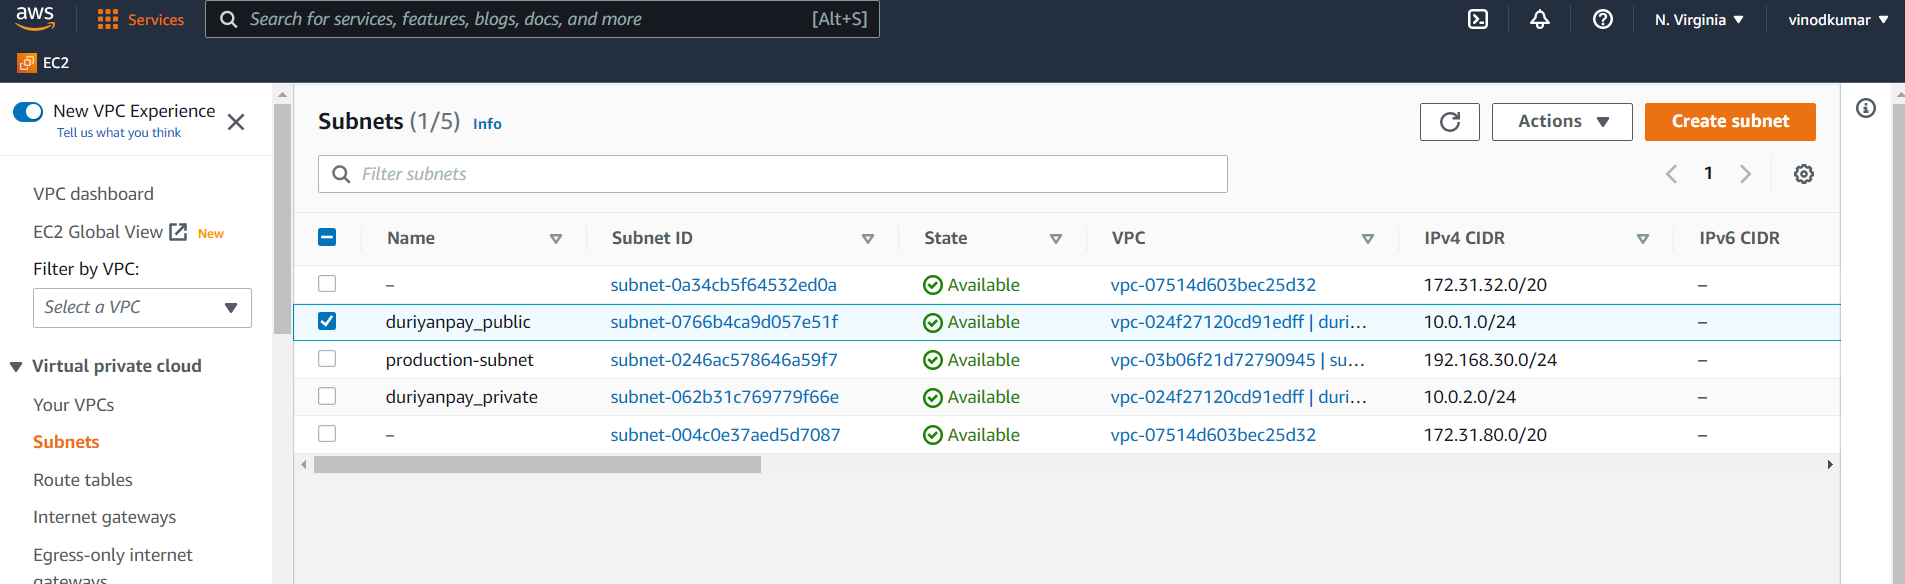 aws
Services
Search for services, features, blogs, docs, and more [Alt+S]
N. Virginia
vinodkumar
EC2
New VPC Experience
Tell us what you think
VPC dashboard
EC2 Global View New
Filter by VPC:
Select a VPC
Virtual private cloud
Your VPCs
Subnets
Route tables
Internet gateways
Egress-only internet
gateways
Subnets (1/5) Info
Actions
Create subnet
Filter subnets
1
Name Subnet ID State VPC IPv4 CIDR IPv6 CIDR
– subnet-0a34cb5f64532ed0a Available vpc-07514d603bec25d32 172.31.32.0/20 –
duriyanpay_public subnet-0766b4ca9d057e51f Available vpc-024f27120cd91edff | duri… 10.0.1.0/24 –
production-subnet subnet-0246ac578646a59f7 Available vpc-03b06f21d72790945 | su… 192.168.30.0/24 –
duriyanpay_private subnet-062b31c769779f66e Available vpc-024f27120cd91edff | duri… 10.0.2.0/24 –
– subnet-004c0e37aed5d7087 Available vpc-07514d603bec25d32 172.31.80.0/20 –